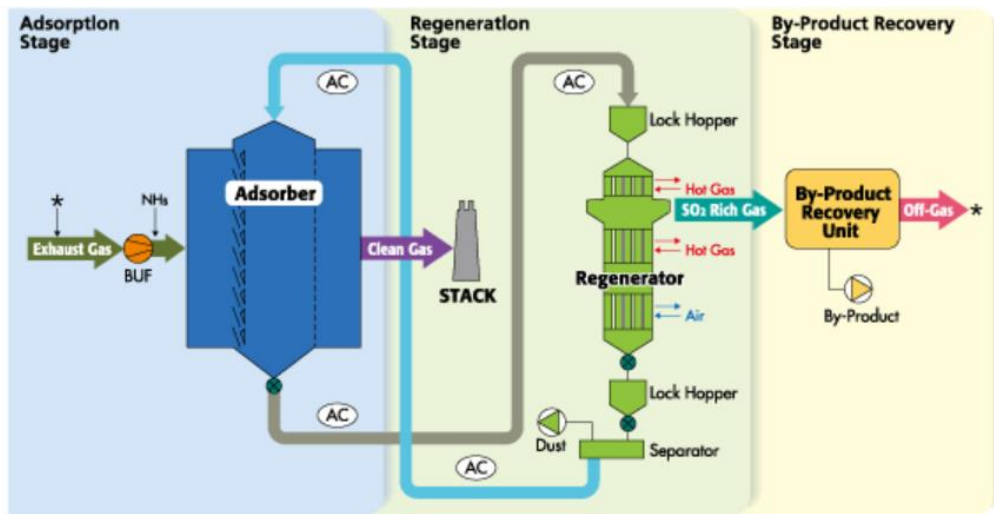 Adsorption
Stage
Regeneration
Stage
By-Product Recovery
Stage
AC
AC
Lock Hopper
Adsorber
*
NH₃
Exhaust Gas
BUF
Clean Gas
STACK
Hot Gas
SO₂ Rich Gas
Hot Gas
Regenerator
Air
By-Product
Recovery
Unit
Off-Gas
*
By-Product
Lock Hopper
AC
Dust
Separator
AC